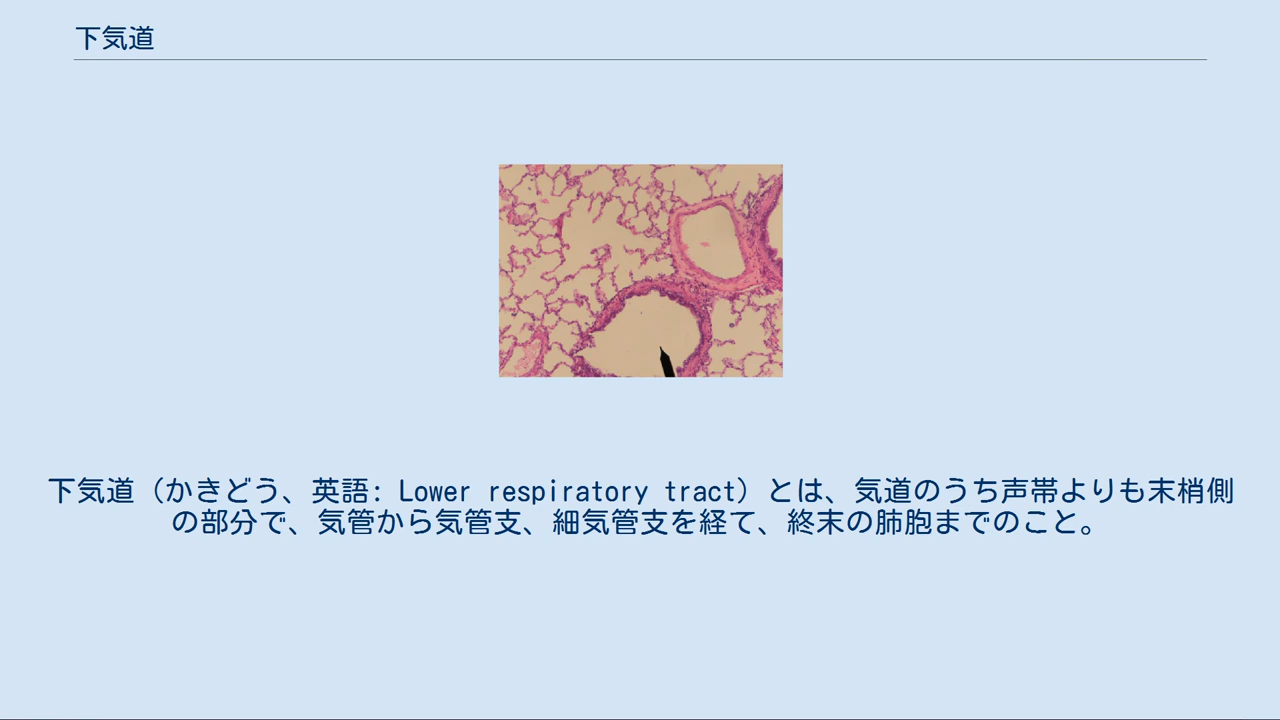 下気道
下気道（かきどう、英語: Lower respiratory tract）とは、気道のうち声帯よりも末梢側
の部分で、気管から気管支、細気管支を経て、終末の肺胞までのこと。